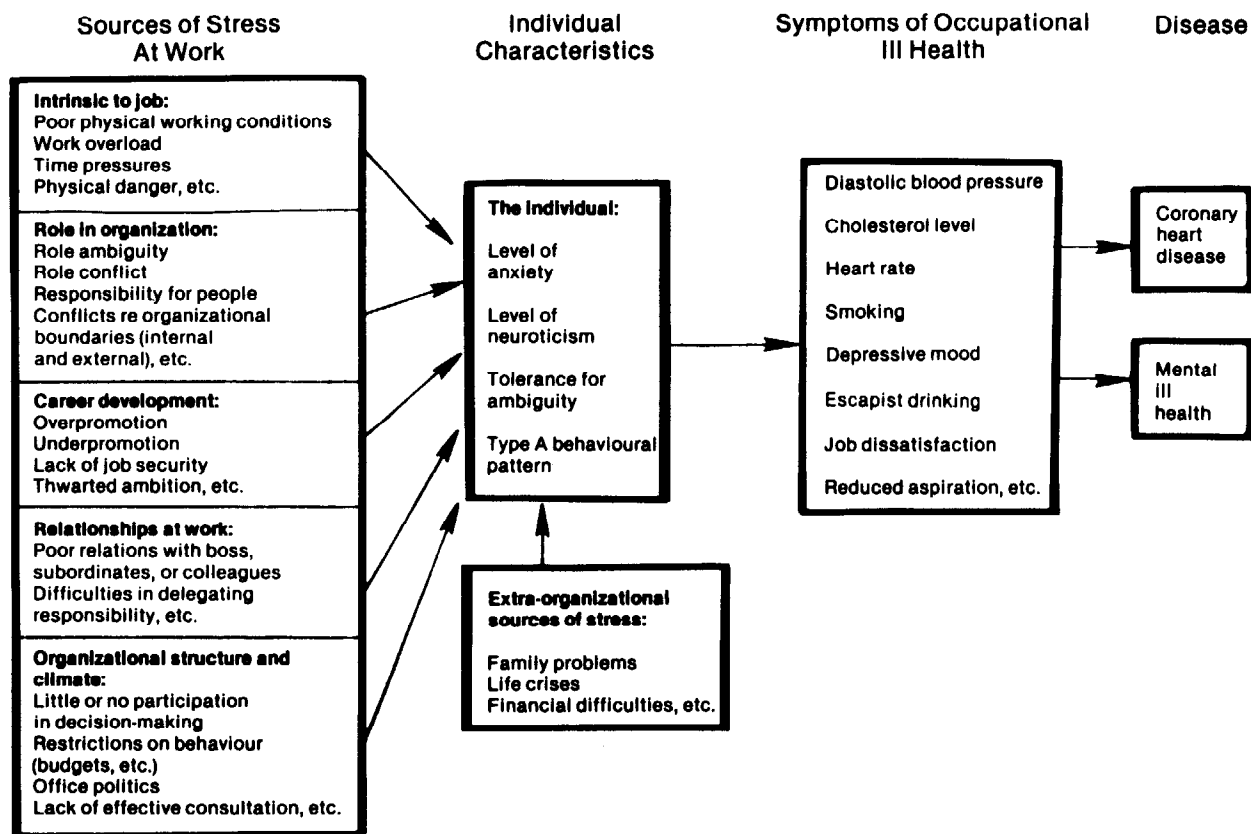 Sources of Stress
At Work
Individual
Characteristics
Symptoms of Occupational
Ill Health
Disease
Intrinsic to job:
Poor physical working conditions
Work overload
Time pressures
Physical danger, etc.
Role in organization:
Role ambiguity
Role conflict
Responsibility for people
Conflicts re organizational
boundaries (internal
and external), etc.
Career development:
Overpromotion
Underpromotion
Lack of job security
Thwarted ambition, etc.
Relationships at work:
Poor relations with boss,
subordinates, or colleagues
Difficulties in delegating
responsibility, etc.
Organizational structure and
climate:
Little or no participation
in decision-making
Restrictions on behaviour
(budgets, etc.)
Office politics
Lack of effective consultation, etc.
The individual:
Level of
anxiety
Level of
neuroticism
Tolerance for
ambiguity
Type A behavioural
pattern
Extra-organizational
sources of stress:
Family problems
Life crises
Financial difficulties, etc.
Diastolic blood pressure
Cholesterol level
Heart rate
Smoking
Depressive mood
Escapist drinking
Job dissatisfaction
Reduced aspiration, etc.
Coronary
heart
disease
Mental
ill
health